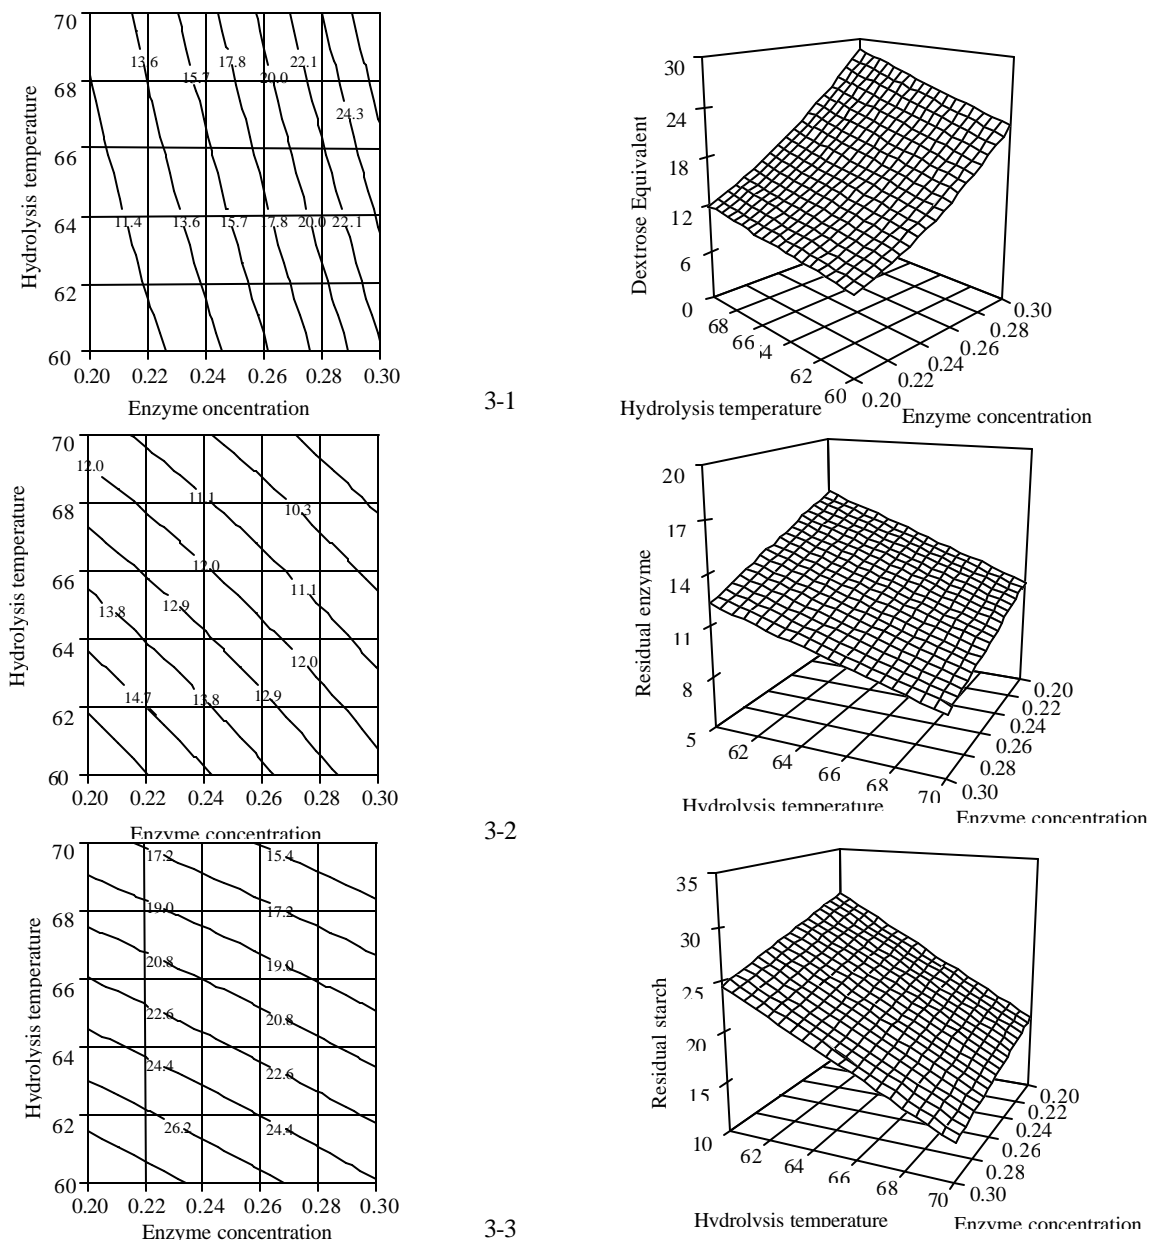 70
68
66
64
62
60
0.20 0.22 0.24 0.26 0.28 0.30
Hydrolysis temperature
Enzyme oncentration
13.6 15.7 17.8 20.0 22.1 24.3
11.4 13.6 15.7 17.8 20.0 22.1
3-1
30
24
18
12
6
0
Dextrose Equivalent
68 66 62 60
0.20 0.22 0.24 0.26 0.28 0.30
Hydrolysis temperature
Enzyme concentration
70
68
66
64
62
60
0.20 0.22 0.24 0.26 0.28 0.30
Hydrolysis temperature
Enzyme concentration
12.0 11.1 10.3
12.0 11.1
13.8 12.9 12.0
14.7 13.8 12.9
3-2
20
17
14
11
8
5
Residual enzyme
62 64 66 68 70
0.20
0.22
0.24
0.26
0.28
0.30
Hydrolysis temperature
Enzyme concentration
70
68
66
64
62
60
0.20 0.22 0.24 0.26 0.28 0.30
Hydrolysis temperature
Enzyme concentration
17.2 15.4
19.0 17.2
20.8 19.0
22.6 20.8
24.4 22.6
26.2 24.4
3-3
35
30
25
20
15
10
Residual starch
62 64 66 68 70
0.20
0.22
0.24
0.26
0.28
0.30
Hydrolysis temperature
Enzyme concentration